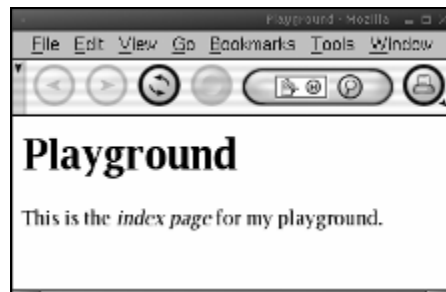 Playground - Mozilla
File Edit View Go Bookmarks Tools Window
Playground
This is the index page for my playground.